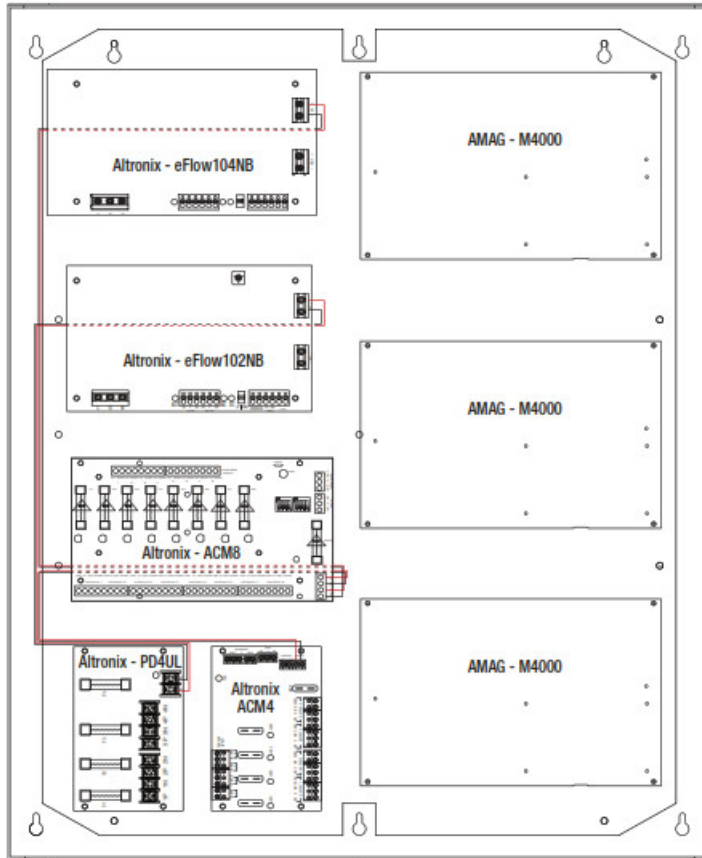 Altronix - eFlow104NB
AMAG - M4000
Altronix - eFlow102NB
AMAG - M4000
Altronix - ACM8
Altronix - PD4UL
Altronix
ACM4
AMAG - M4000